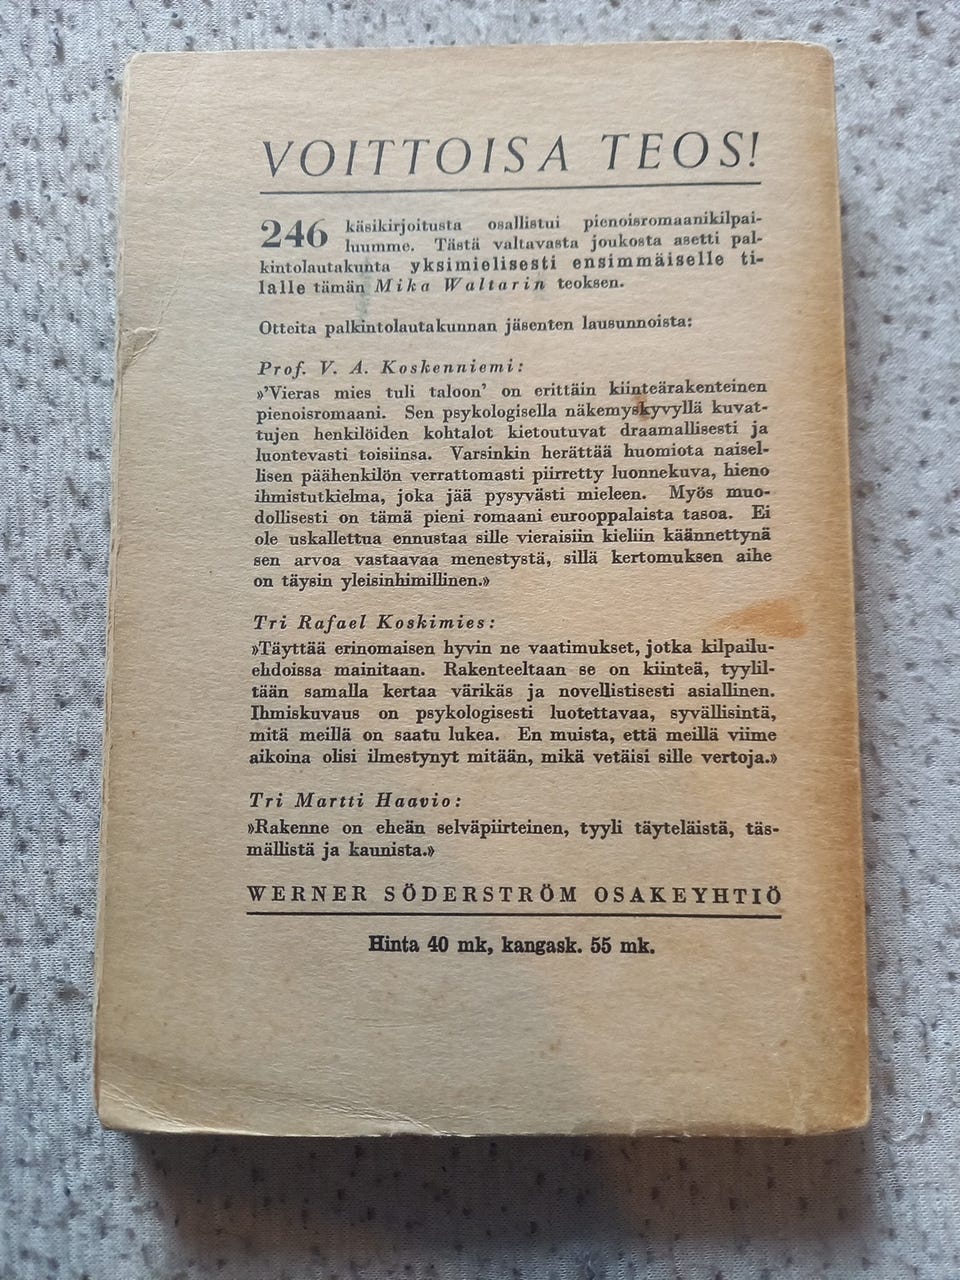 VOITTOISA TEOS!
246 käsikirjoitusta osallistui pienoisromaanikilpai-
luumme. Tästä valtavasta joukosta asetti pal-
kintolautakunta yksimielisesti ensimmäiselle ti-
lalle tämän Mika Waltarin teoksen.
Otteita palkintolautakunnan jäsenten lausunnoista:
Prof. V. A. Koskenniemi:
»'Vieras mies tuli taloon' on erittäin kiinteärakenteinen
pienoisromaani. Sen psykologisella näkemyskyvyllä kuvat-
tujen henkilöiden kohtalot kietoutuvat draamallisesti ja
luontevasti toisiinsa. Varsinkin herättää huomiota naisel-
lisen päähenkilön verrattomasti piirretty luonnekuva, hieno
ihmistutkielma, joka jää pysyvästi mieleen. Myös muo-
dollisesti on tämä pieni romaani eurooppalaista tasoa. Ei
ole uskallettua ennustaa sille vieraisiin kieliin käännettynä
sen arvoa vastaavaa menestystä, sillä kertomuksen aihe
on täysin yleisinhimillinen.»
Tri Rafael Koskimies:
»Täyttää erinomaisen hyvin ne vaatimukset, jotka kilpailu-
ehdoissa mainitaan. Rakenteeltaan se on kiinteä, tyylil-
tään samalla kertaa värikäs ja novellistisesti asiallinen.
Ihmiskuvaus on psykologisesti luotettavaa, syvällisintä,
mitä meillä on saatu lukea. En muista, että meillä viime
aikoina olisi ilmestynyt mitään, mikä vetäisi sille vertoja.»
Tri Martti Haavio:
»Rakenne on eheän selväpiirteinen, tyyli täyteläistä, täs-
mällistä ja kaunista.»
WERNER SÖDERSTRÖM OSAKEYHTIÖ
Hinta 40 mk, kangask. 55 mk.